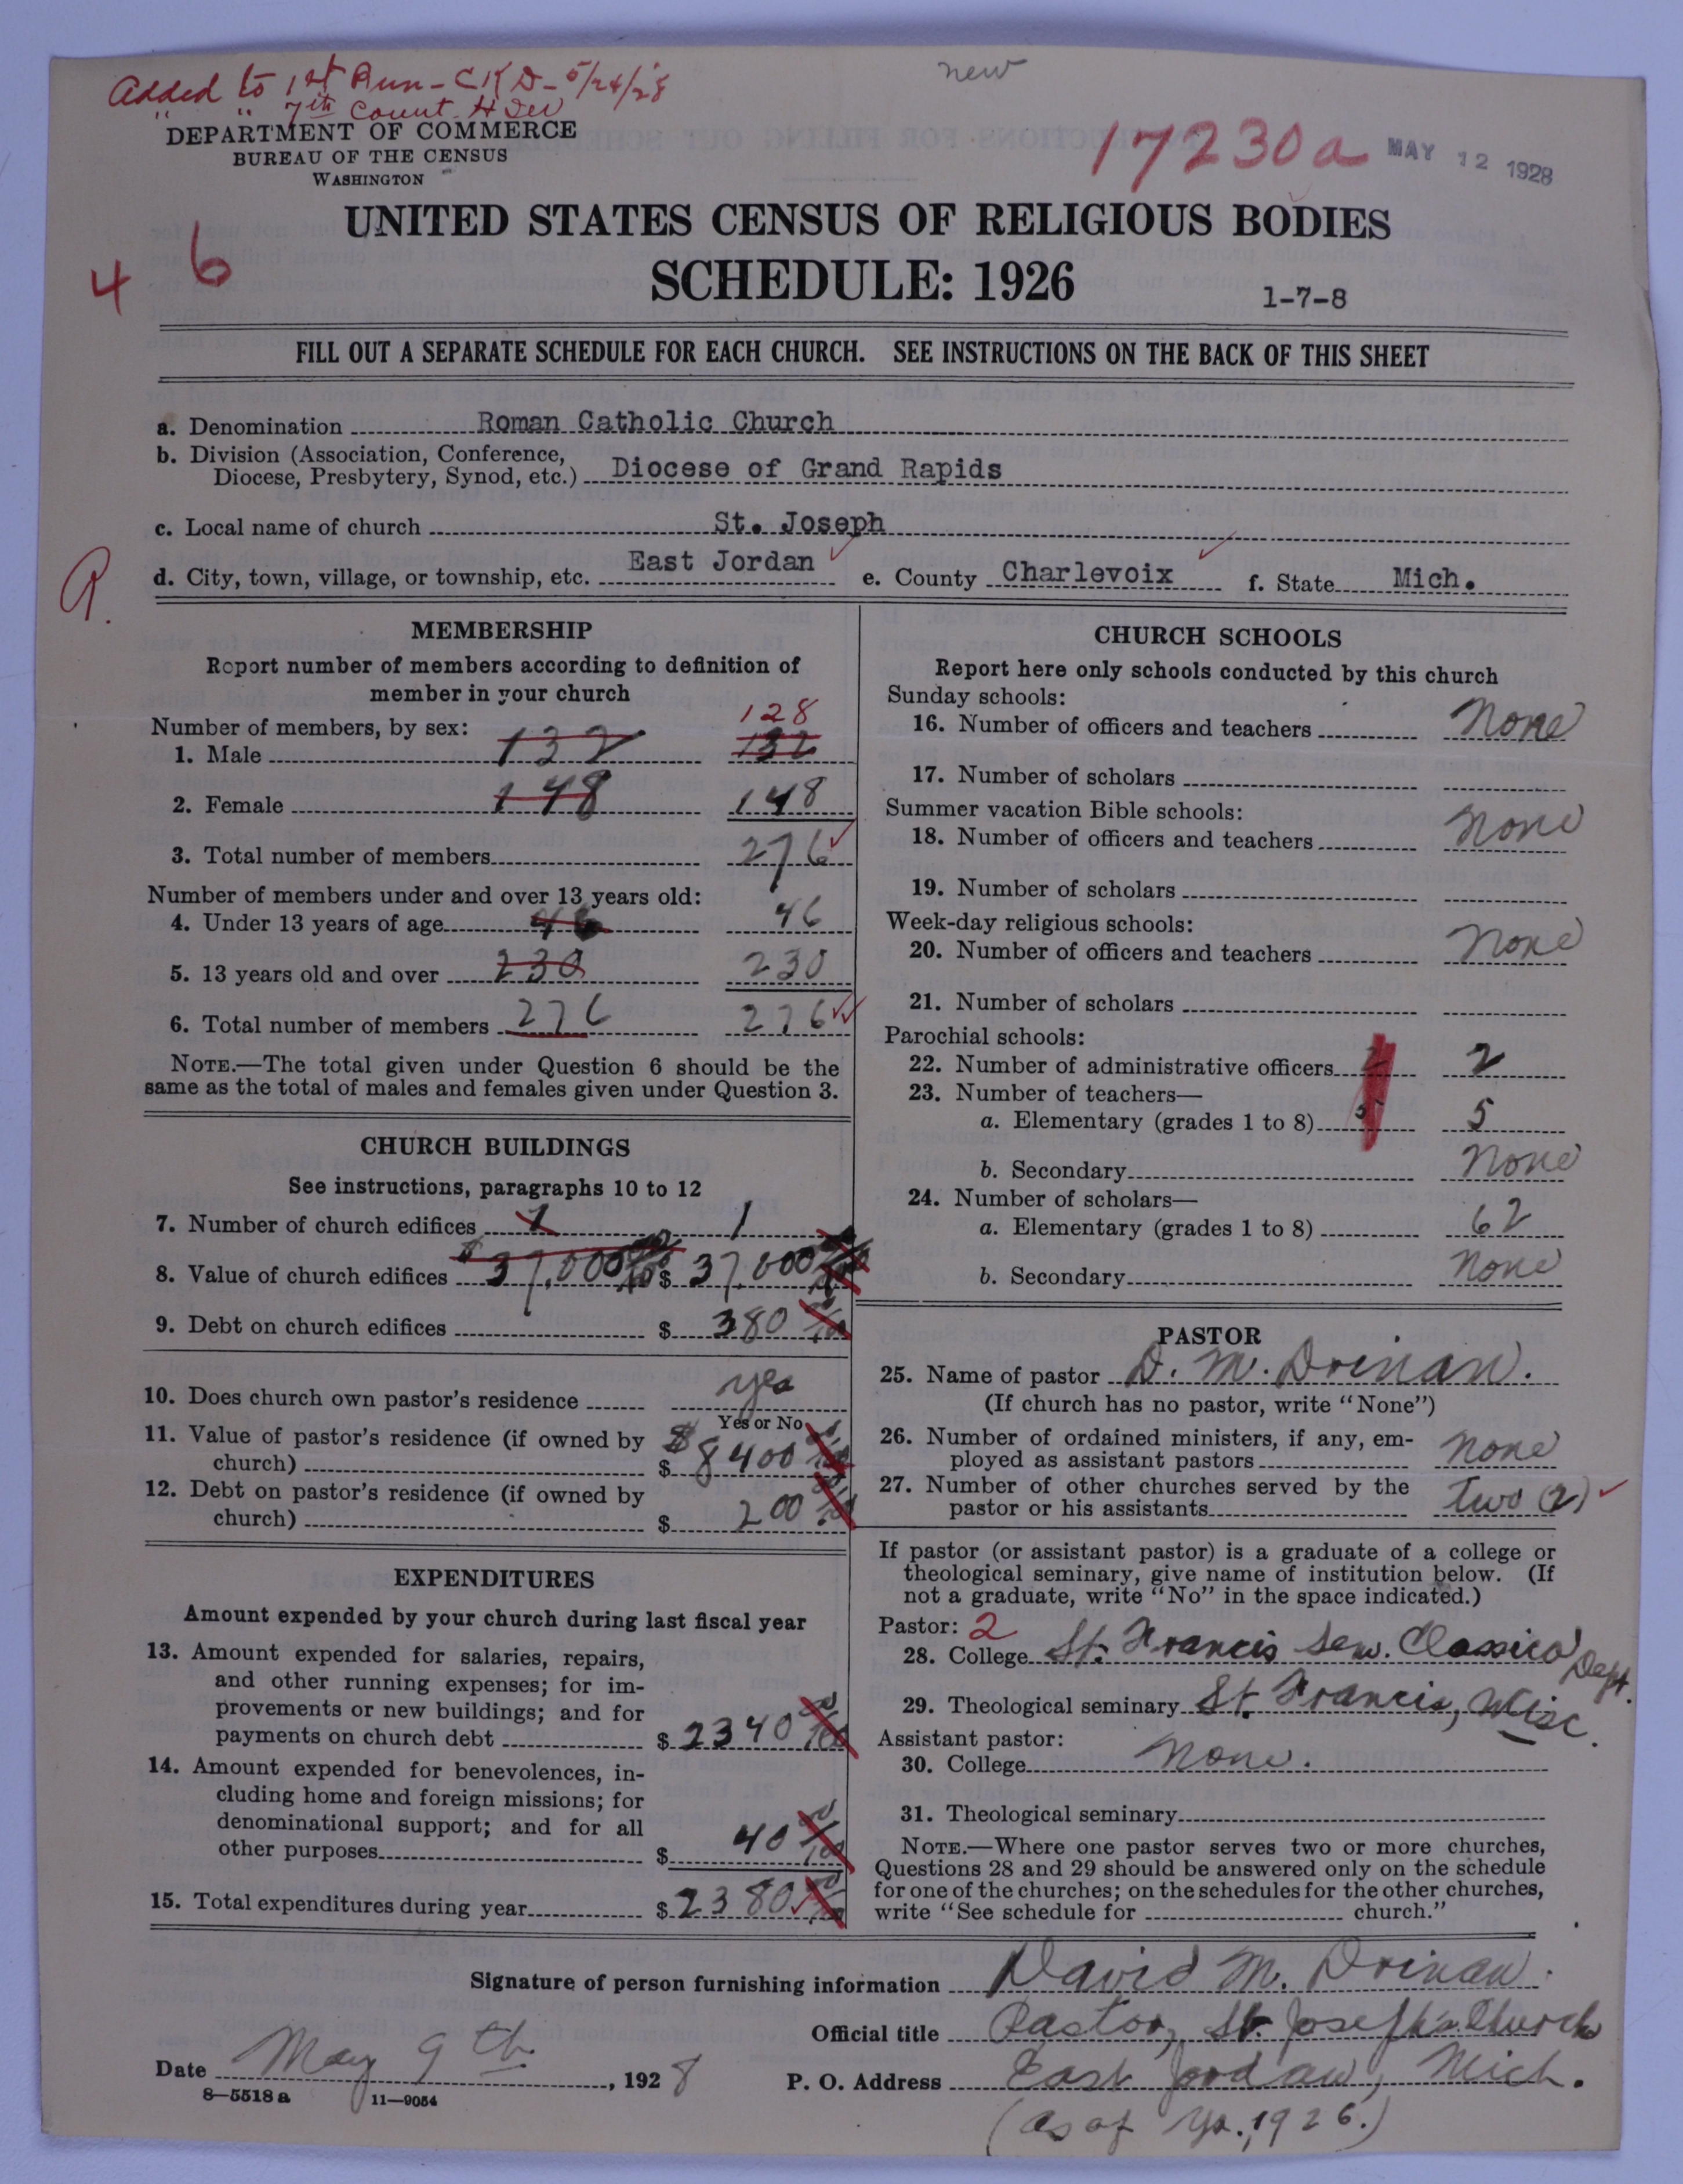 Added to 1st Run - C K D - 5/24/28
" " 7th Count
new
DEPARTMENT OF COMMERCE
BUREAU OF THE CENSUS
WASHINGTON
17230a
MAY 12 1928
UNITED STATES CENSUS OF RELIGIOUS BODIES
4 6
SCHEDULE: 1926
1-7-8
FILL OUT A SEPARATE SCHEDULE FOR EACH CHURCH. SEE INSTRUCTIONS ON THE BACK OF THIS SHEET
a. Denomination Roman Catholic Church
b. Division (Association, Conference,
Diocese, Presbytery, Synod, etc.) Diocese of Grand Rapids
c. Local name of church St. Joseph
d. City, town, village, or township, etc. East Jordan e. County Charlevoix f. State Mich.
MEMBERSHIP
Report number of members according to definition of
member in your church
128
Number of members, by sex:
1. Male 132 132
2. Female 148 148
3. Total number of members 276
Number of members under and over 13 years old:
4. Under 13 years of age 46 46
5. 13 years old and over 230 230
6. Total number of members 276 276
NOTE.—The total given under Question 6 should be the
same as the total of males and females given under Question 3.
CHURCH BUILDINGS
See instructions, paragraphs 10 to 12
7. Number of church edifices 1 1
8. Value of church edifices $37,000 $ 37,000
9. Debt on church edifices $ 380
10. Does church own pastor's residence yes
Yes or No
11. Value of pastor's residence (if owned by
church) $ 8400
12. Debt on pastor's residence (if owned by
church) $ 200
EXPENDITURES
Amount expended by your church during last fiscal year
13. Amount expended for salaries, repairs,
and other running expenses; for im-
provements or new buildings; and for
payments on church debt $ 2340
14. Amount expended for benevolences, in-
cluding home and foreign missions; for
denominational support; and for all
other purposes $ 40
15. Total expenditures during year $ 2380
CHURCH SCHOOLS
Report here only schools conducted by this church
Sunday schools:
16. Number of officers and teachers None
17. Number of scholars
Summer vacation Bible schools:
18. Number of officers and teachers None
19. Number of scholars
Week-day religious schools:
20. Number of officers and teachers None
21. Number of scholars
Parochial schools:
22. Number of administrative officers 2 2
23. Number of teachers—
a. Elementary (grades 1 to 8) 5 5
b. Secondary None
24. Number of scholars—
a. Elementary (grades 1 to 8) 62
b. Secondary None
PASTOR
25. Name of pastor D. M. Drinan.
(If church has no pastor, write "None")
26. Number of ordained ministers, if any, em-
ployed as assistant pastors None
27. Number of other churches served by the
pastor or his assistants Two (2)
If pastor (or assistant pastor) is a graduate of a college or
theological seminary, give name of institution below. (If
not a graduate, write "No" in the space indicated.)
Pastor: 2
28. College St. Francis Sem. Classical Dept.
29. Theological seminary St. Francis, Wisc.
Assistant pastor:
30. College None.
31. Theological seminary
NOTE.—Where one pastor serves two or more churches,
Questions 28 and 29 should be answered only on the schedule
for one of the churches; on the schedules for the other churches,
write "See schedule for church."
Signature of person furnishing information David M. Drinan.
Official title Pastor, St. Joseph's Church
Date May 9th, 1928 P. O. Address East Jordan, Mich.
8—5518a 11—9054
(As of Yr. 1926.)